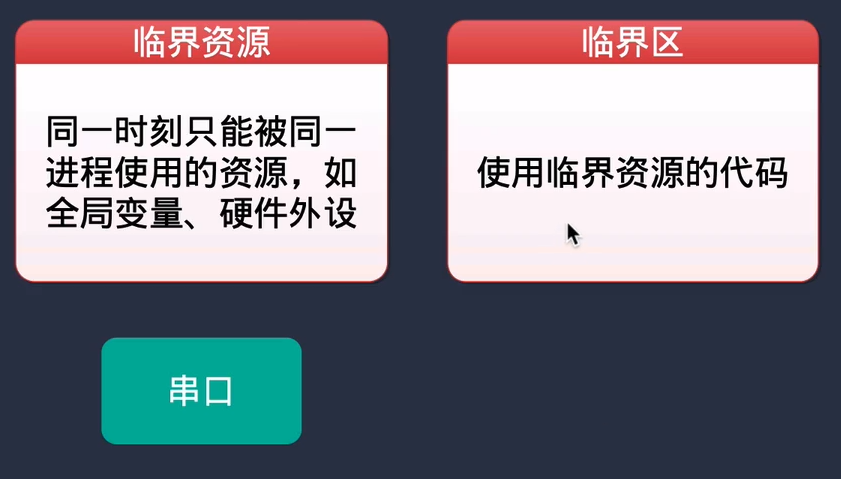 临界资源
同一时刻只能被同一
进程使用的资源，如
全局变量、硬件外设
临界区
使用临界资源的代码
串口